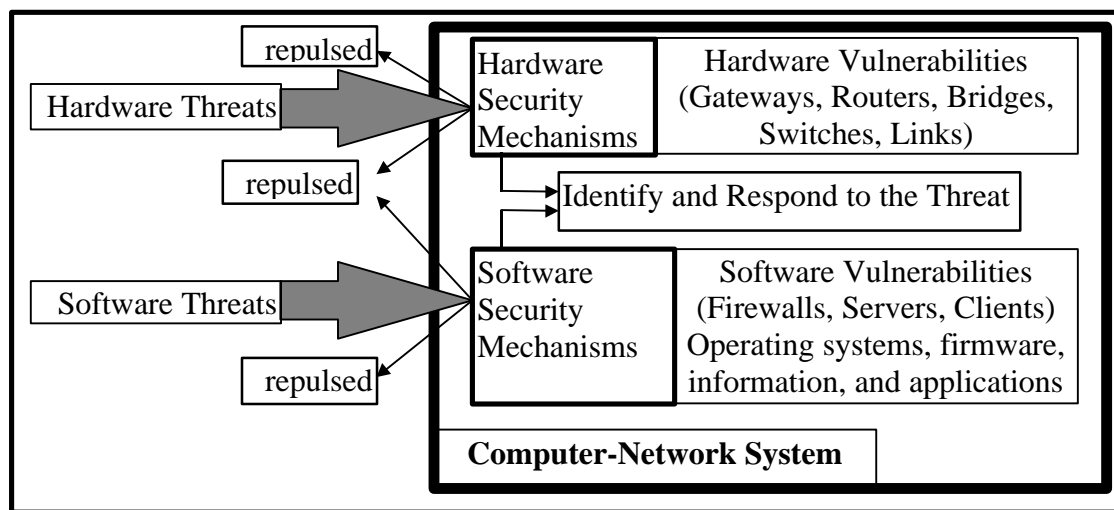 repulsed
Hardware Threats
repulsed
Hardware
Security
Mechanisms
Hardware Vulnerabilities
(Gateways, Routers, Bridges,
Switches, Links)
Identify and Respond to the Threat
Software Threats
repulsed
Software
Security
Mechanisms
Software Vulnerabilities
(Firewalls, Servers, Clients)
Operating systems, firmware,
information, and applications
Computer-Network System